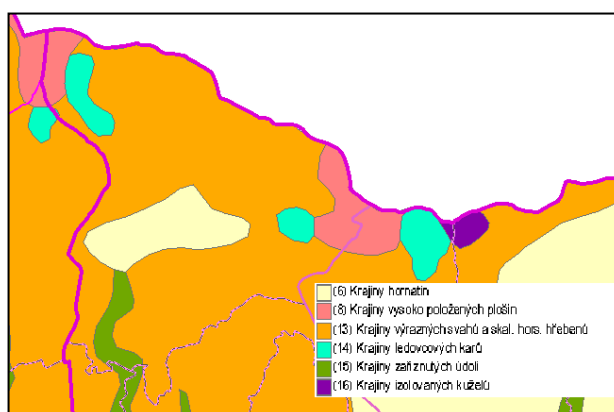 (6) Krajiny hornatin
(8) Krajiny vysoko položených plošin
(13) Krajiny výrazných svahů a skal. hors. hřebenů
(14) Krajiny ledovcových karů
(15) Krajiny zaříznutých údolí
(16) Krajiny izolovaných kuželů